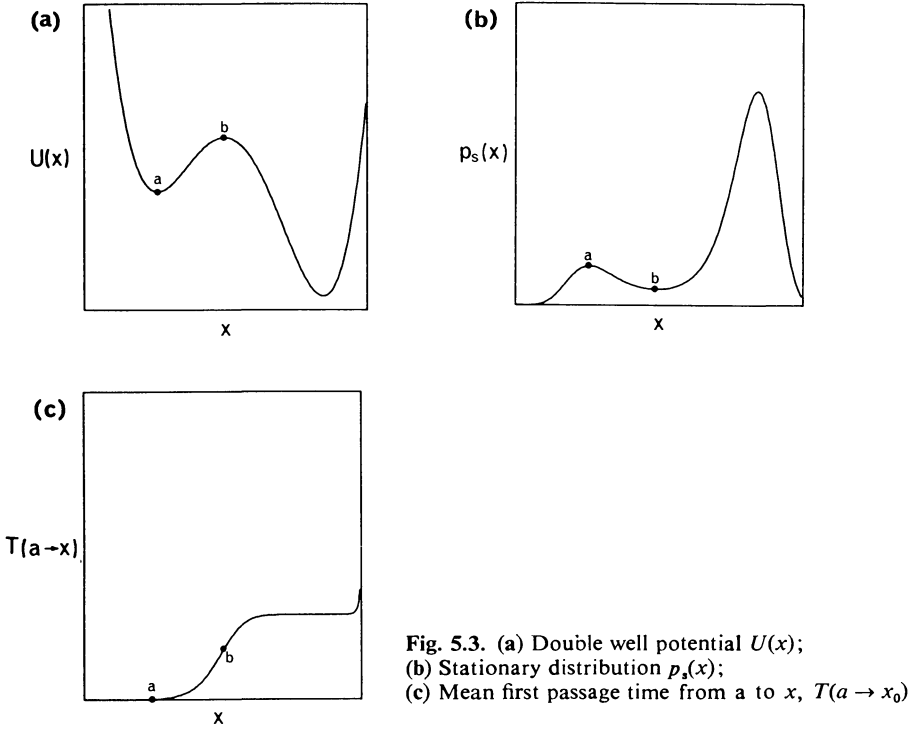 (a)
U(x)
a
b
x
(b)
pₛ(x)
a
b
x
(c)
T(a→x)
a
b
x
Fig. 5.3. (a) Double well potential U(x);
(b) Stationary distribution pₛ(x);
(c) Mean first passage time from a to x, T(a → x₀)